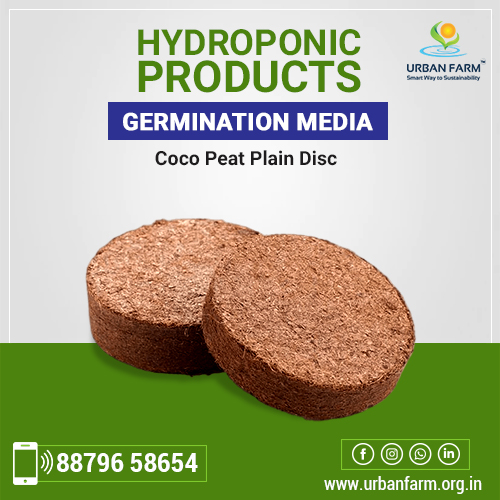 HYDROPONIC
PRODUCTS
URBAN FARM™
Smart Way to Sustainability
GERMINATION MEDIA
Coco Peat Plain Disc
88796 58654
www.urbanfarm.org.in